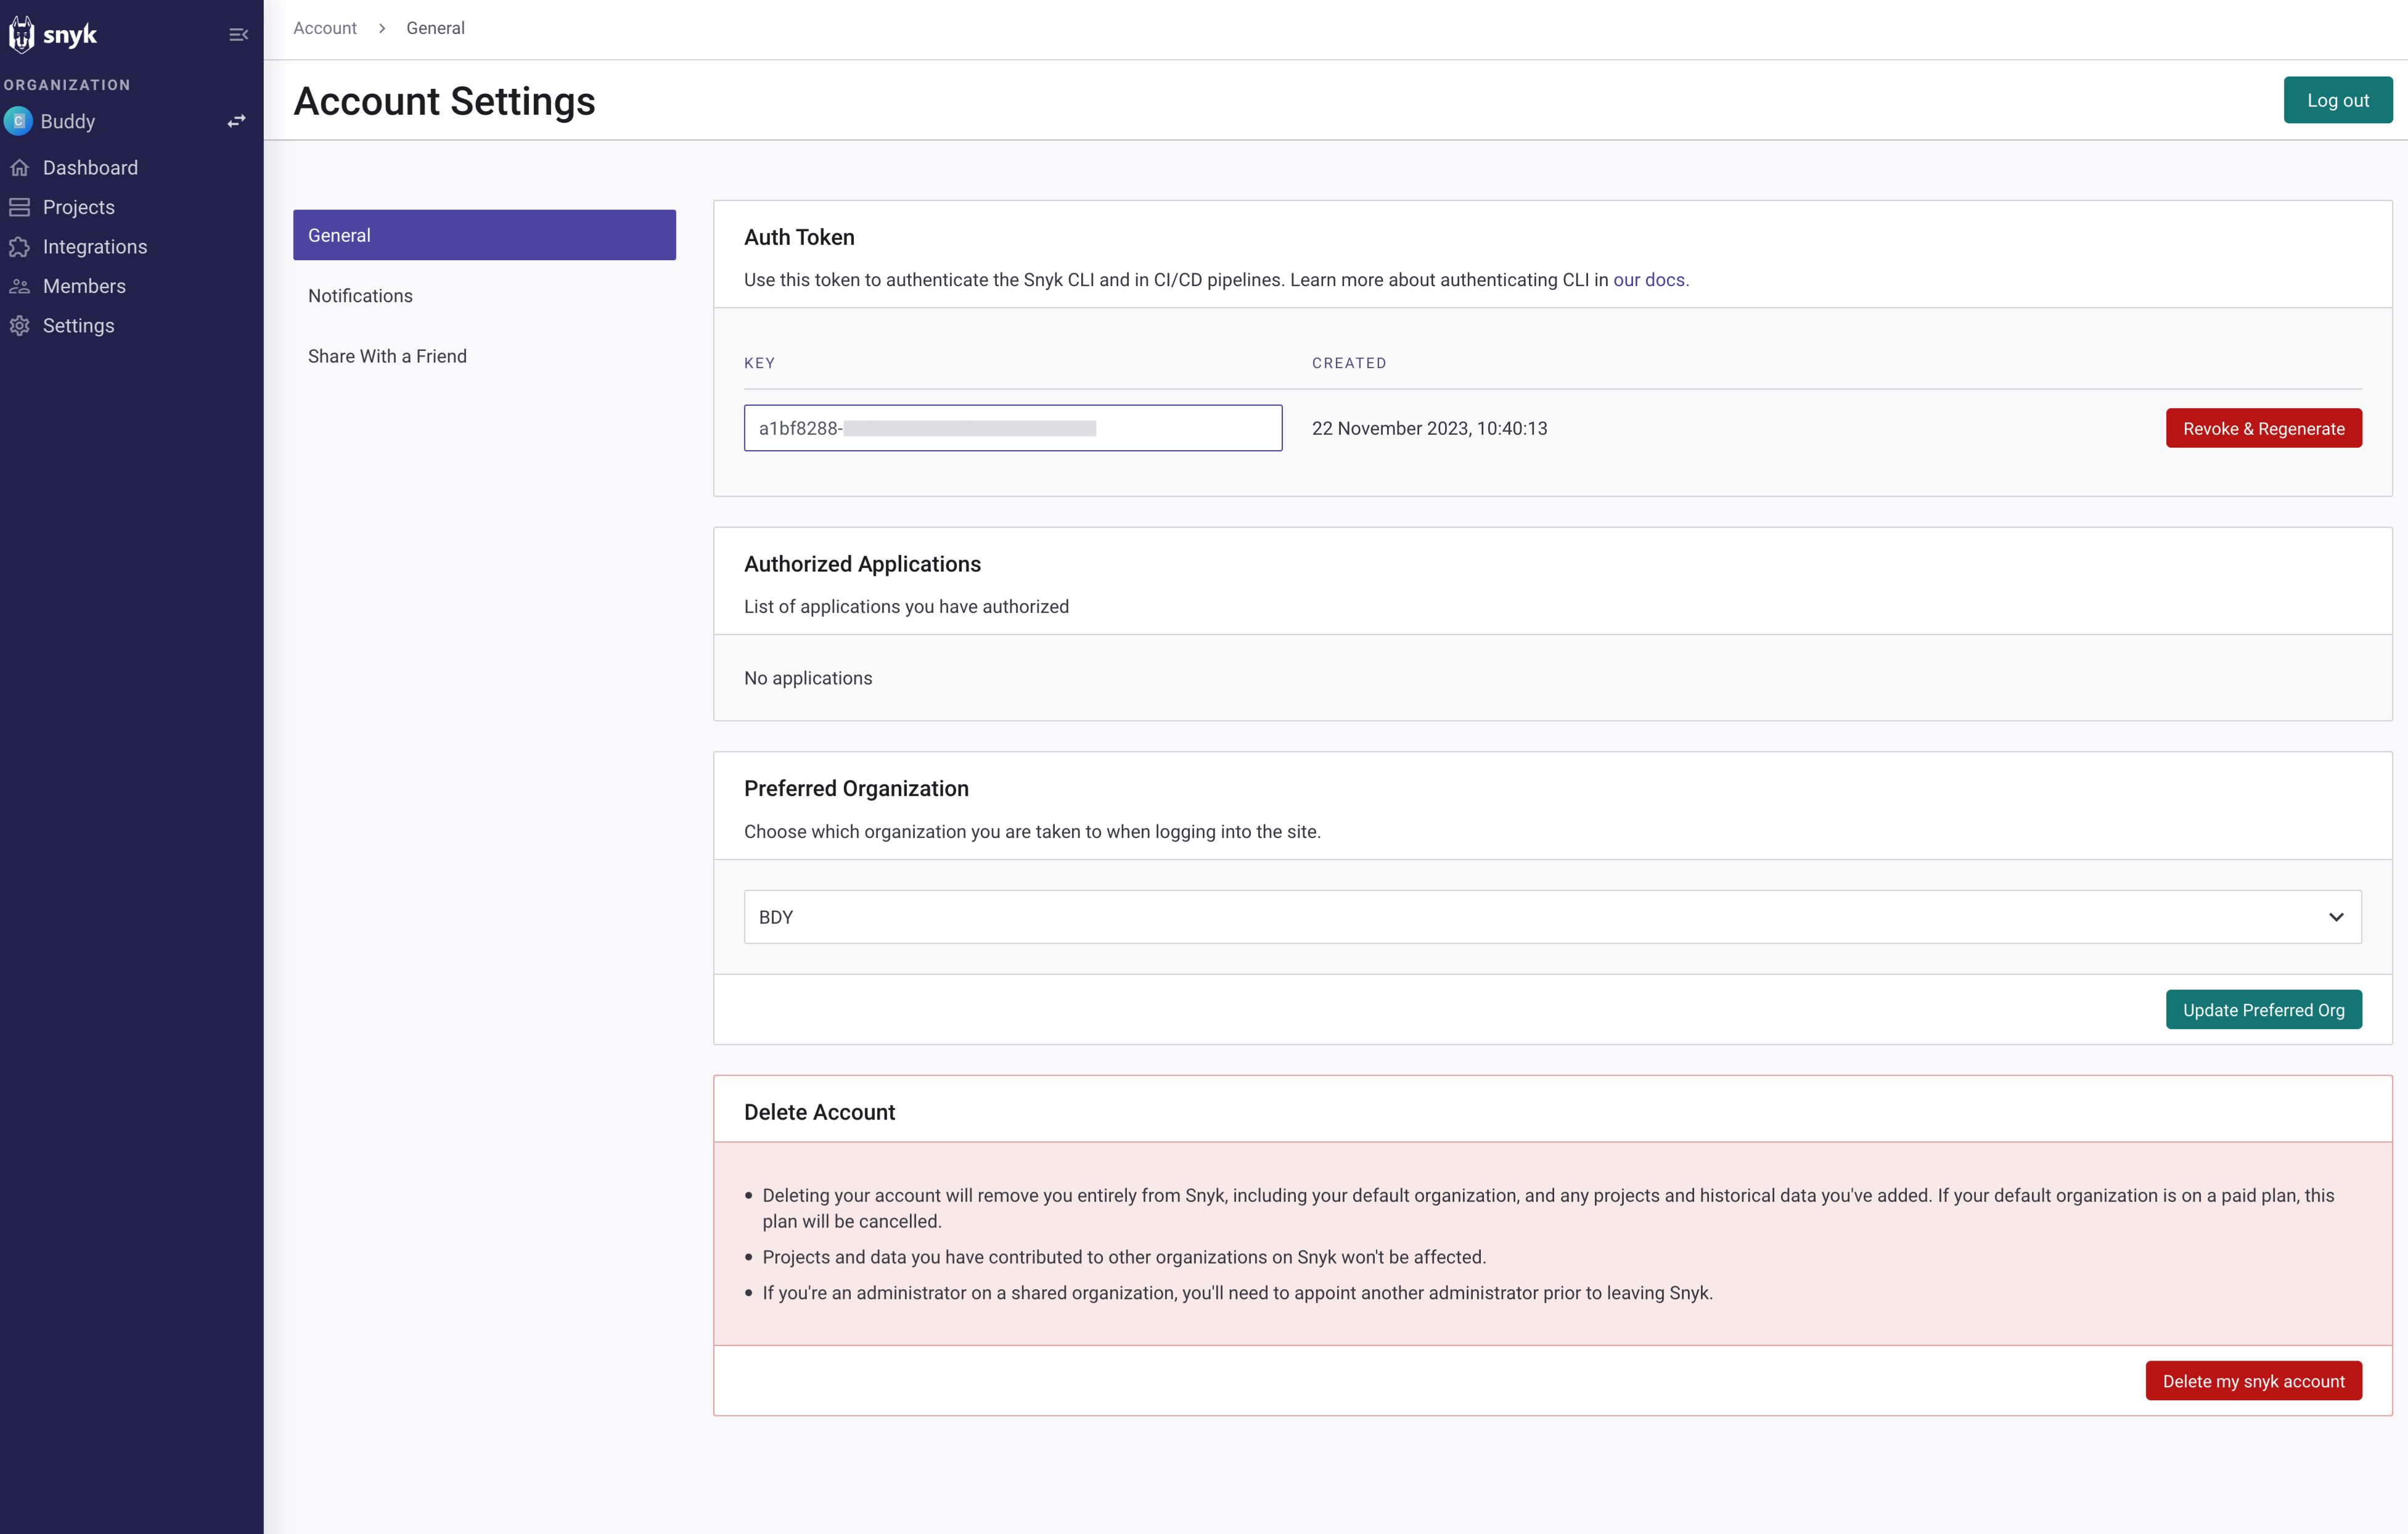 snyk
ORGANIZATION
C Buddy
Dashboard
Projects
Integrations
Members
Settings
Account > General
Account Settings
Log out
General
Notifications
Share With a Friend
Auth Token
Use this token to authenticate the Snyk CLI and in CI/CD pipelines. Learn more about authenticating CLI in our docs.
KEY CREATED
a1bf8288- 22 November 2023, 10:40:13 Revoke & Regenerate
Authorized Applications
List of applications you have authorized
No applications
Preferred Organization
Choose which organization you are taken to when logging into the site.
BDY
Update Preferred Org
Delete Account
• Deleting your account will remove you entirely from Snyk, including your default organization, and any projects and historical data you've added. If your default organization is on a paid plan, this
plan will be cancelled.
• Projects and data you have contributed to other organizations on Snyk won't be affected.
• If you're an administrator on a shared organization, you'll need to appoint another administrator prior to leaving Snyk.
Delete my snyk account